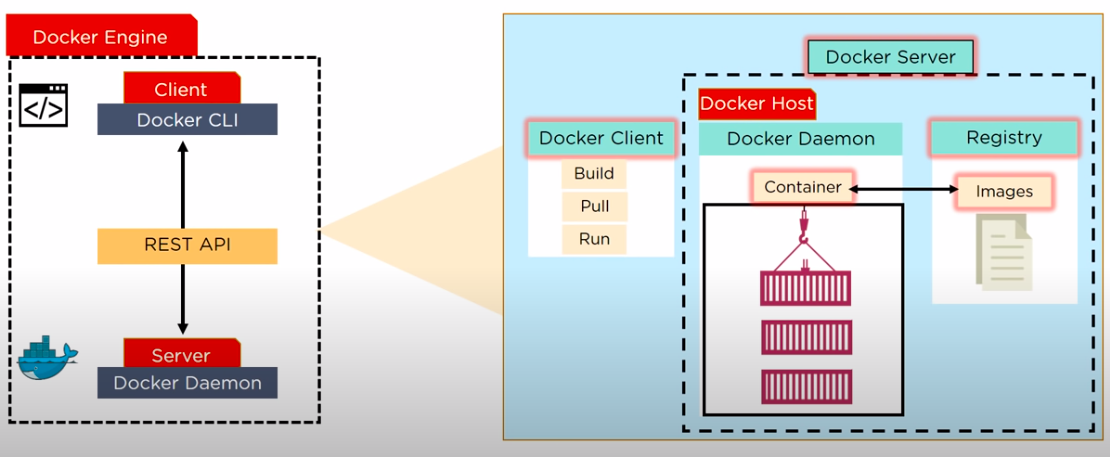 Docker Engine
Client
Docker CLI
REST API
Server
Docker Daemon
Docker Server
Docker Client
Build
Pull
Run
Docker Host
Docker Daemon
Container
Registry
Images